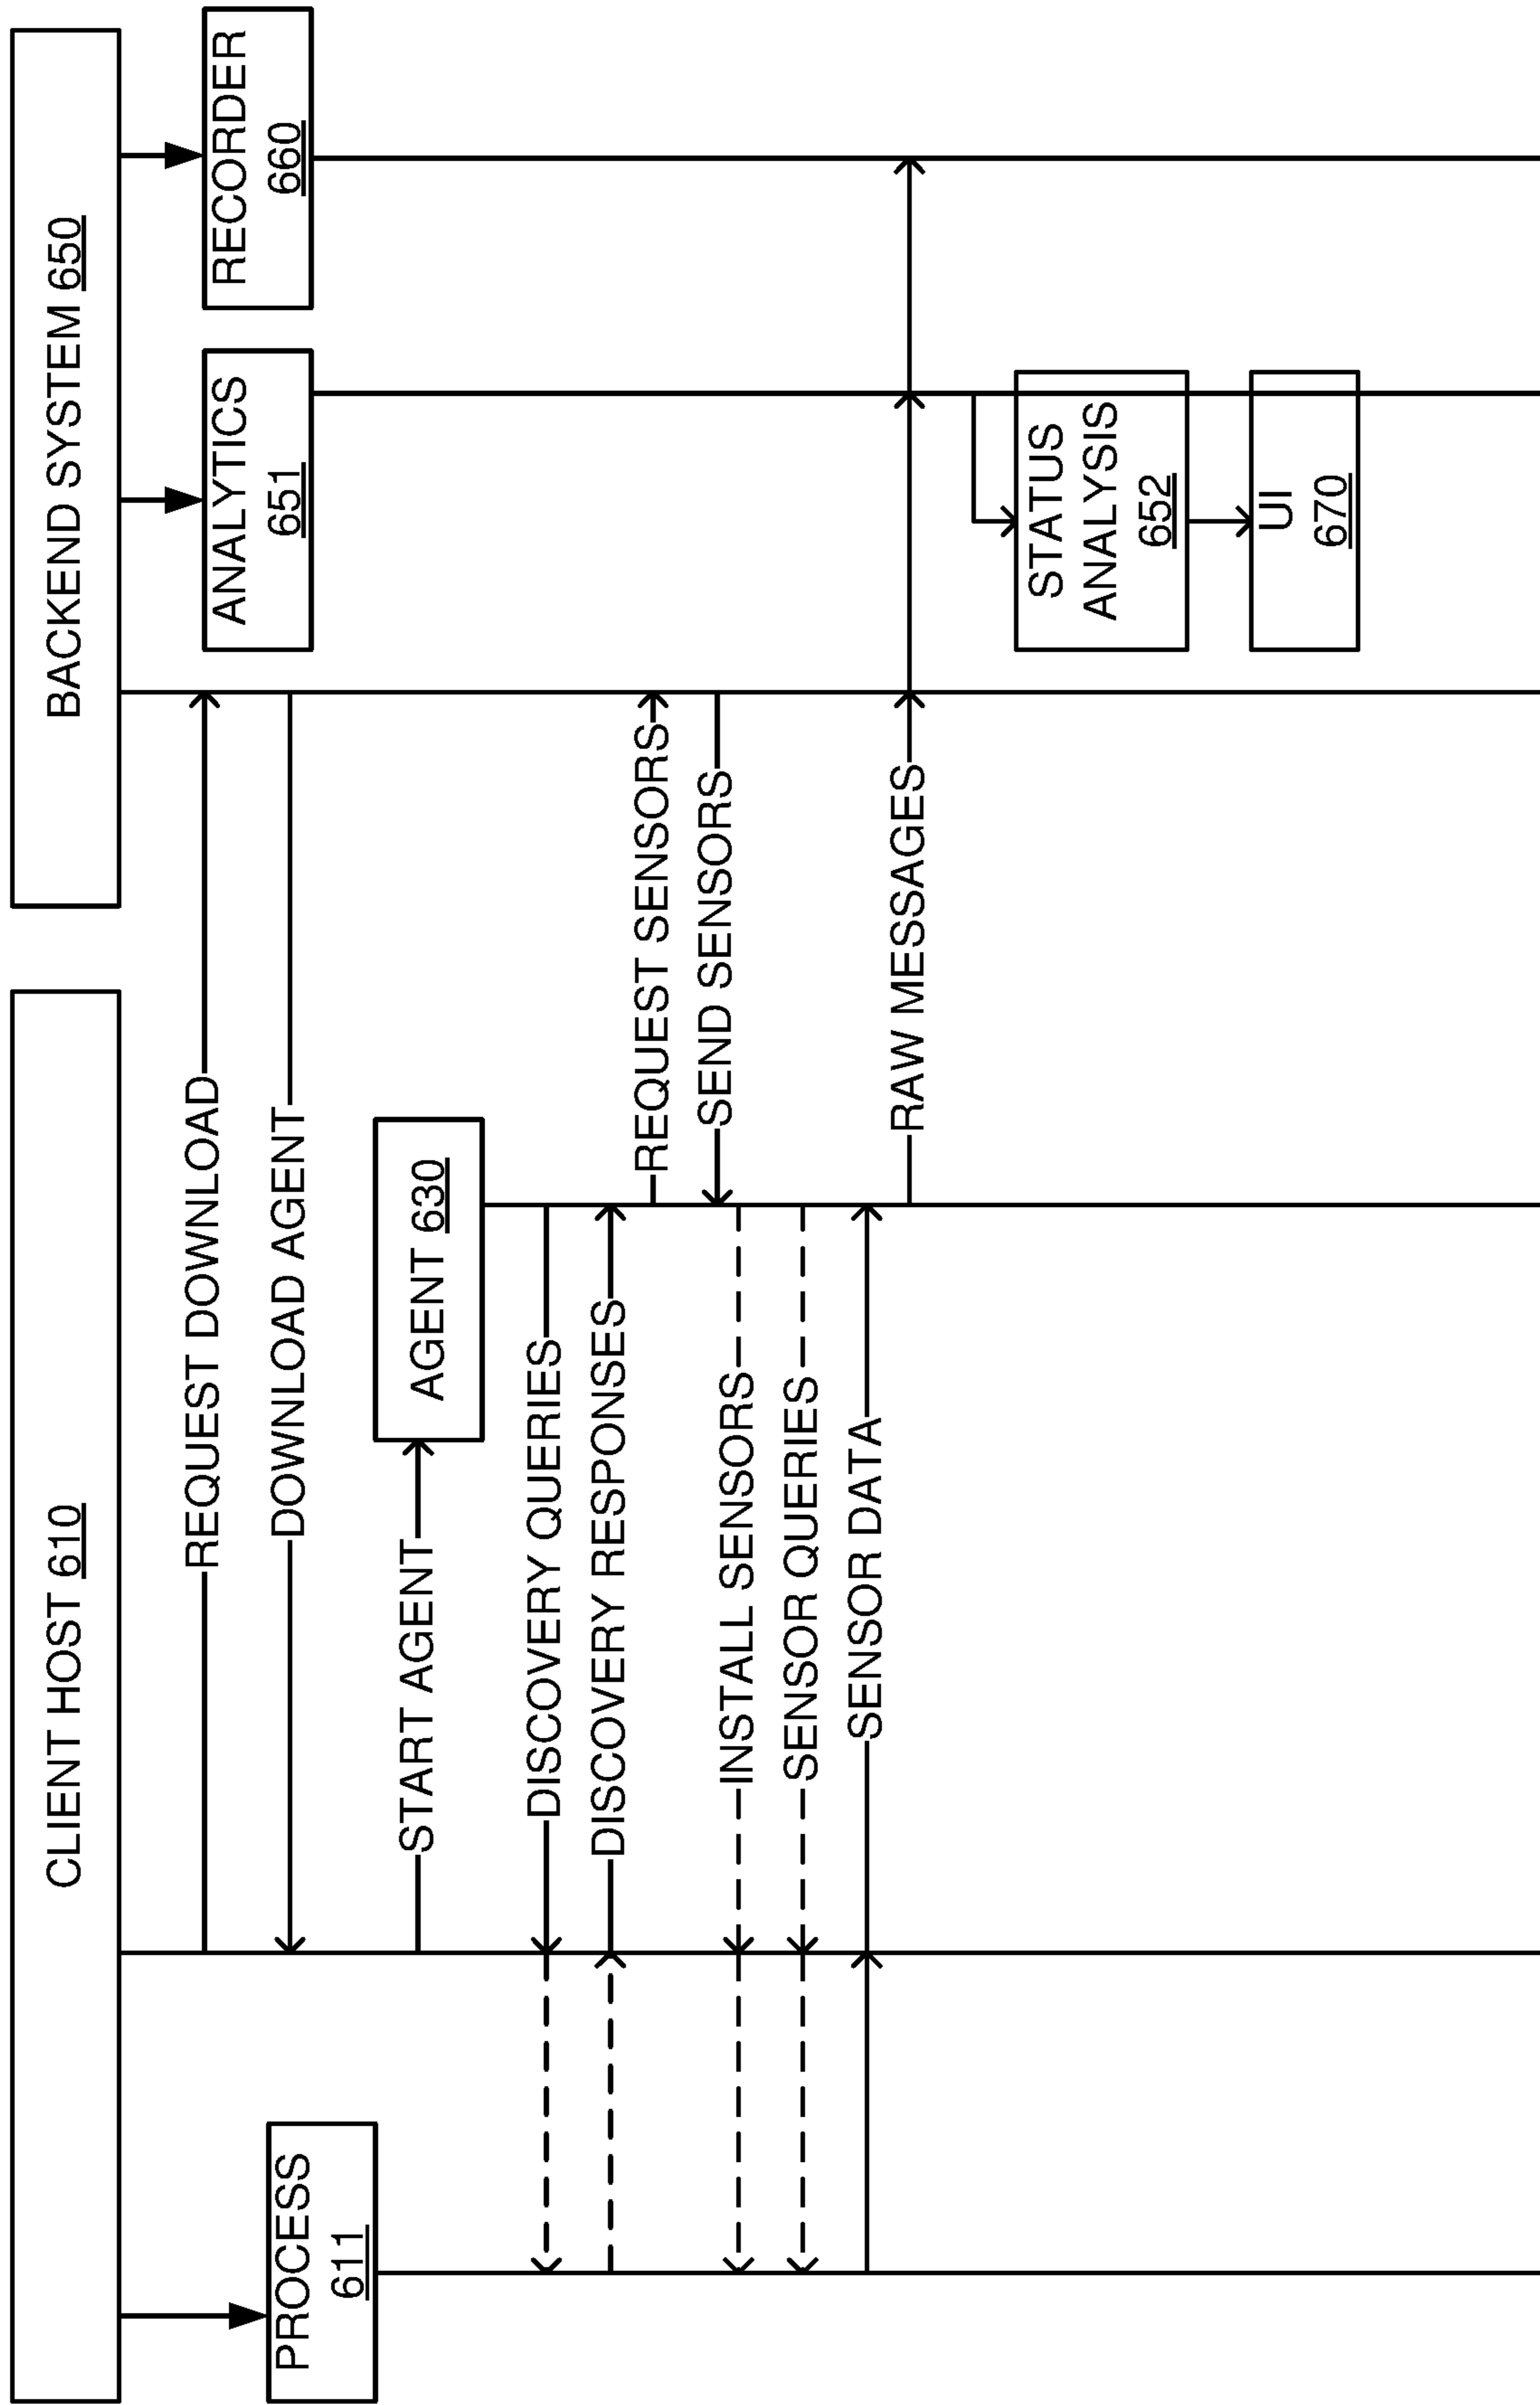 CLIENT HOST 610
BACKEND SYSTEM 650
PROCESS
611
ANALYTICS
651
RECORDER
660
REQUEST DOWNLOAD
DOWNLOAD AGENT
START AGENT
AGENT 630
DISCOVERY QUERIES
DISCOVERY RESPONSES
REQUEST SENSORS
SEND SENSORS
INSTALL SENSORS
SENSOR QUERIES
SENSOR DATA
RAW MESSAGES
STATUS
ANALYSIS
652
UI
670